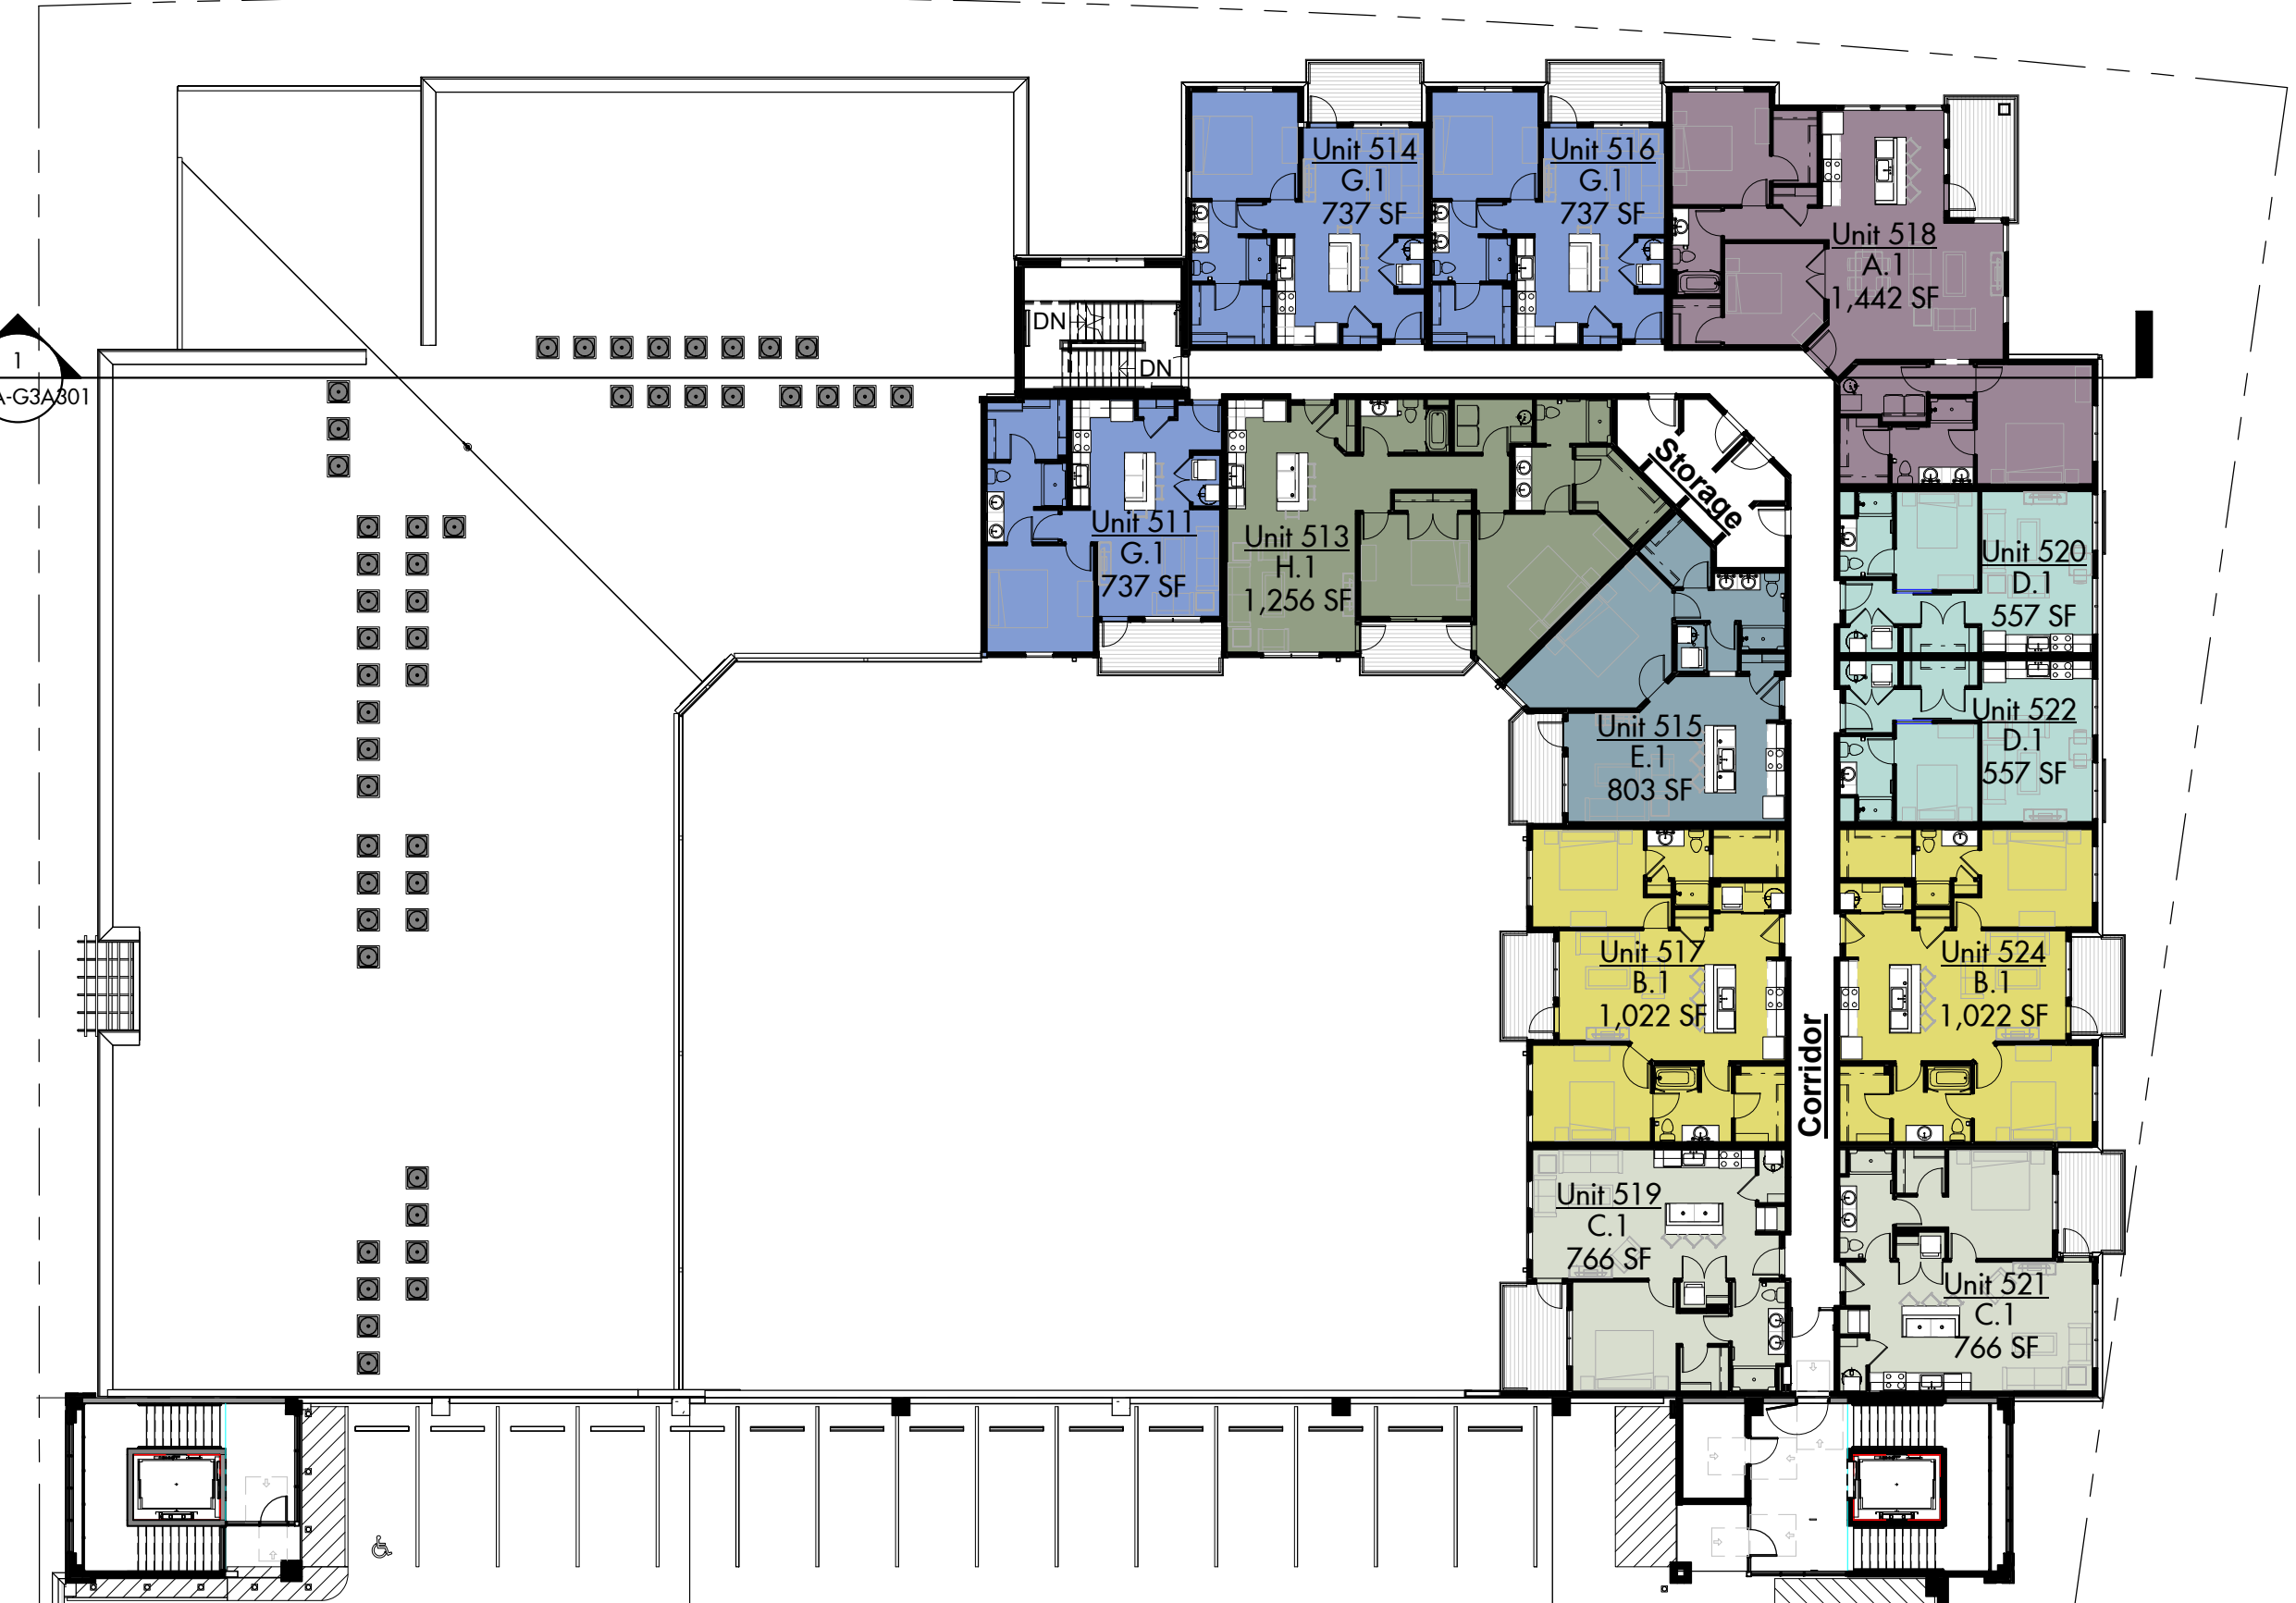 Unit 514
G.1
737 SF
Unit 516
G.1
737 SF
Unit 518
A.1
1,442 SF
DN
DN
1
A-G3A301
Storage
Unit 511
G.1
737 SF
Unit 513
H.1
1,256 SF
Unit 520
D.1
557 SF
Unit 515
E.1
803 SF
Unit 522
D.1
557 SF
Unit 517
B.1
1,022 SF
Unit 524
B.1
1,022 SF
Corridor
Unit 519
C.1
766 SF
Unit 521
C.1
766 SF